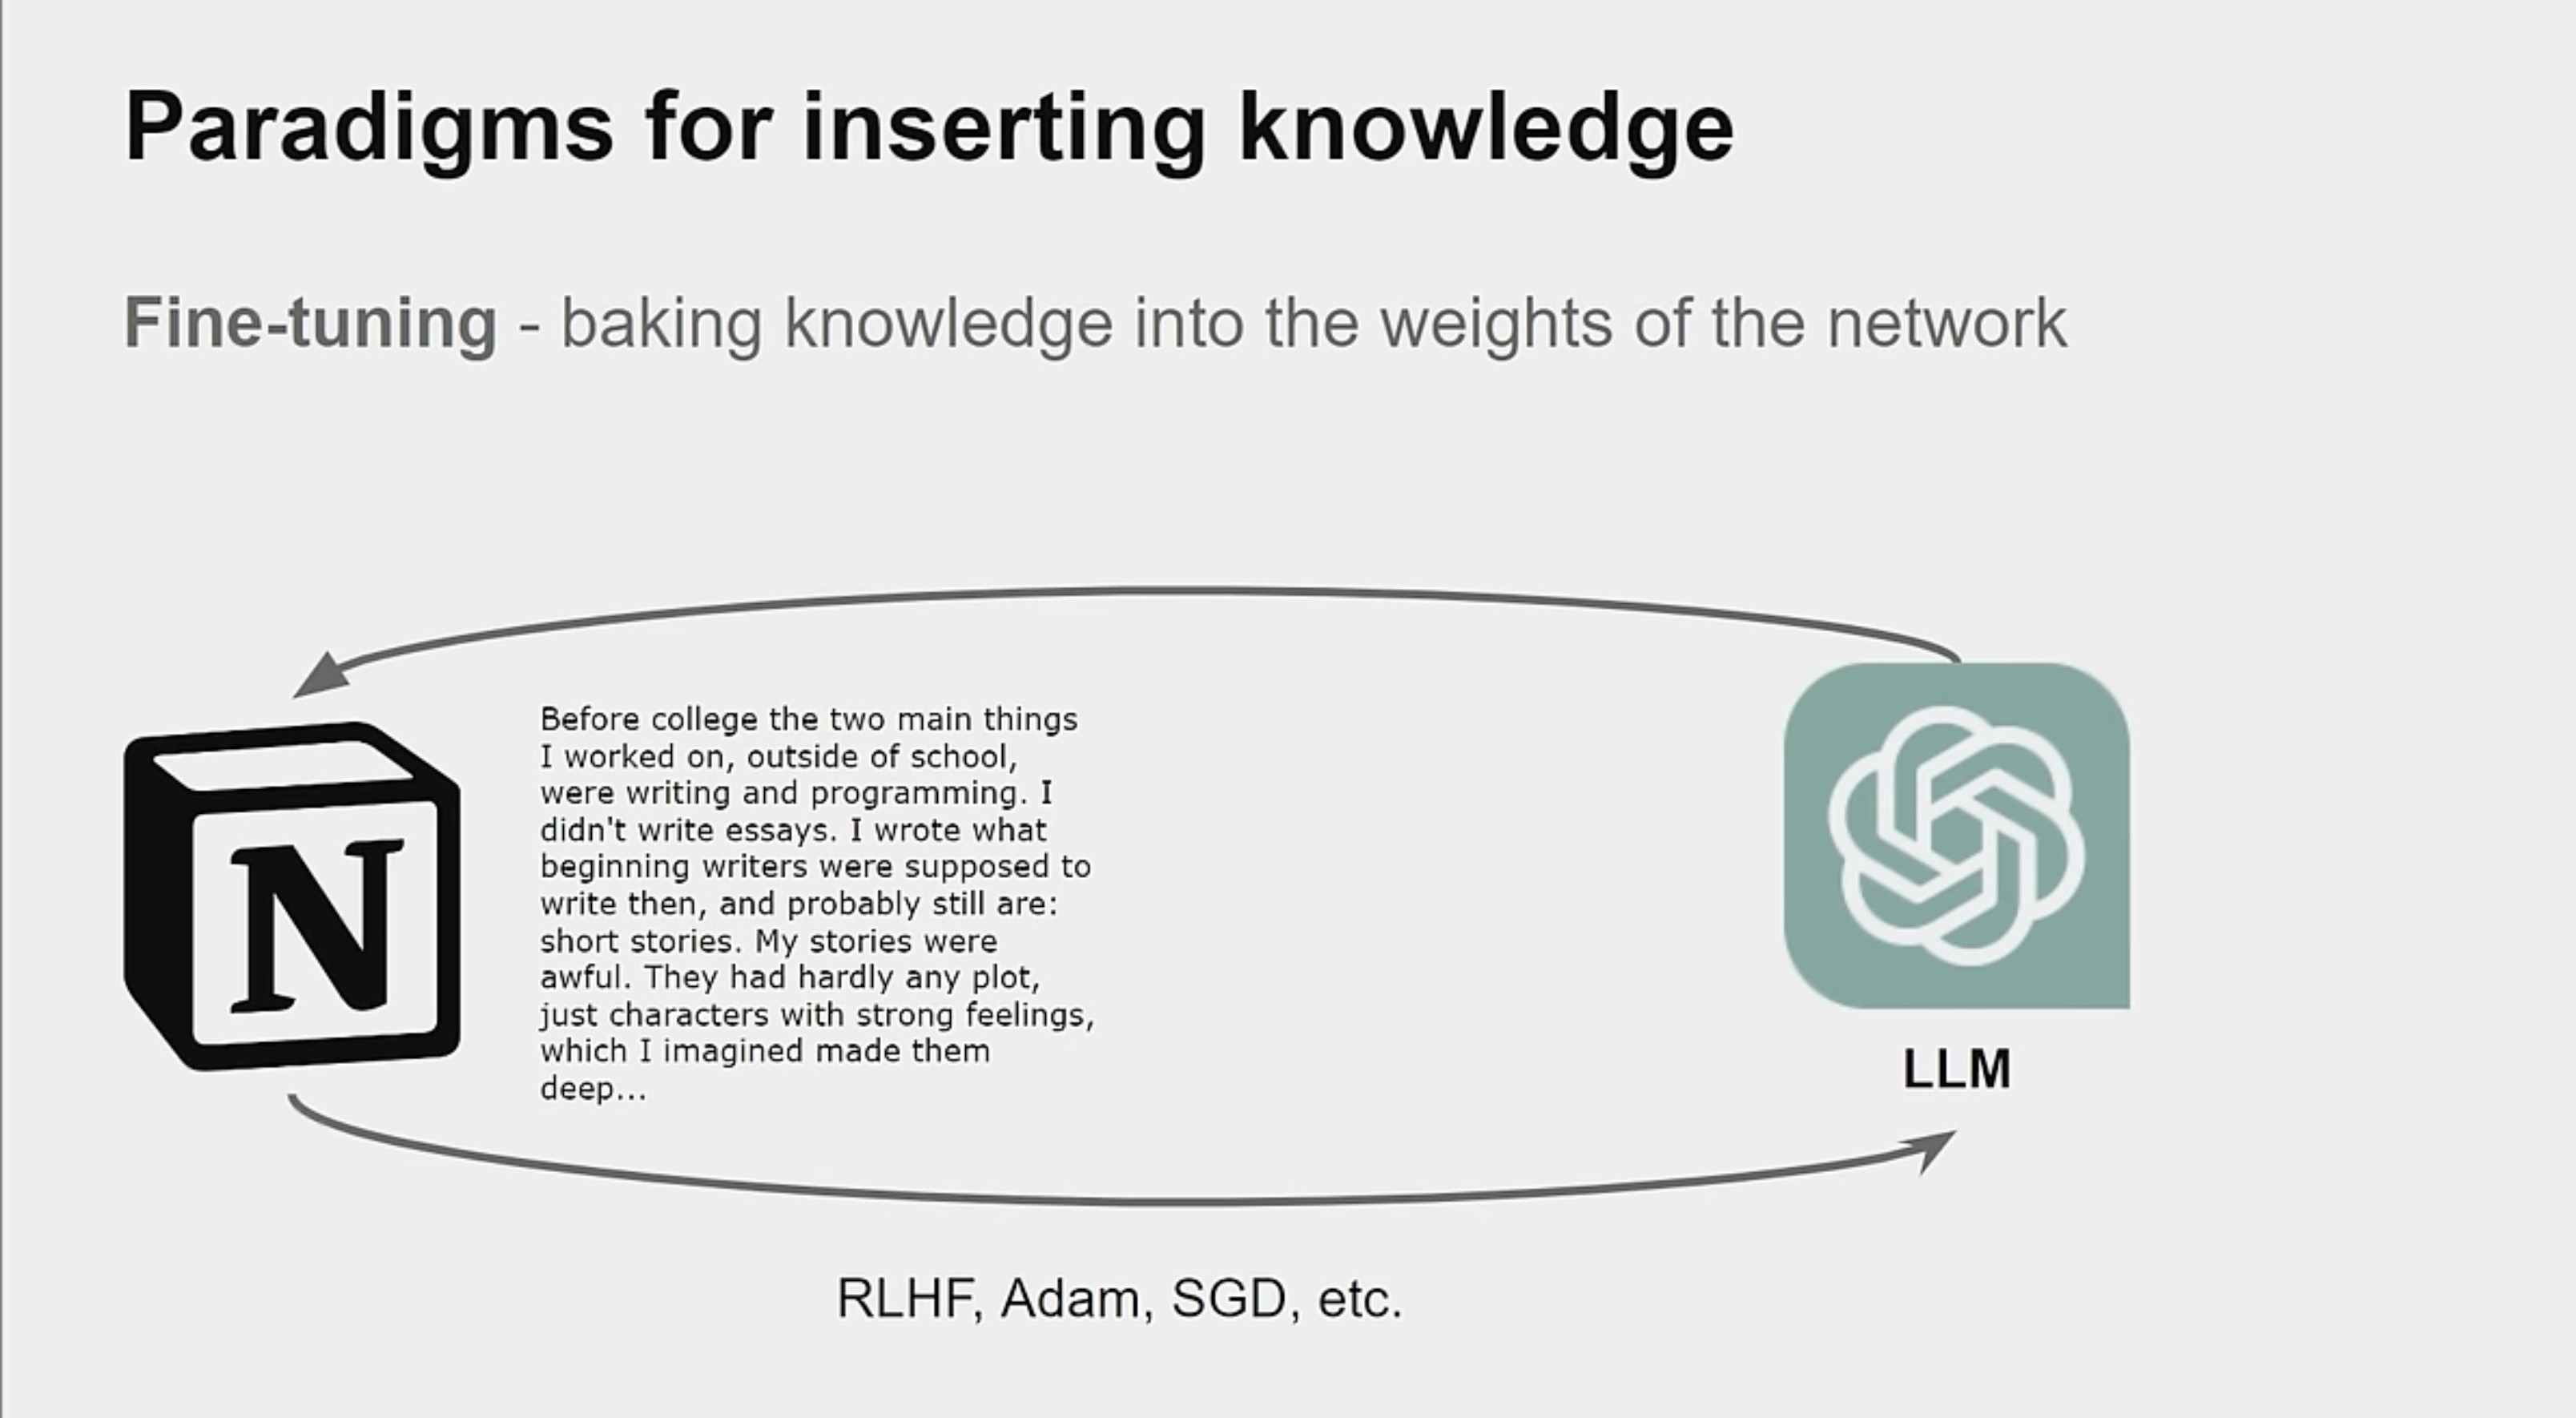 Paradigms for inserting knowledge
Fine-tuning - baking knowledge into the weights of the network
N
Before college the two main things
I worked on, outside of school,
were writing and programming. I
didn't write essays. I wrote what
beginning writers were supposed to
write then, and probably still are:
short stories. My stories were
awful. They had hardly any plot,
just characters with strong feelings,
which I imagined made them
deep...
LLM
RLHF, Adam, SGD, etc.